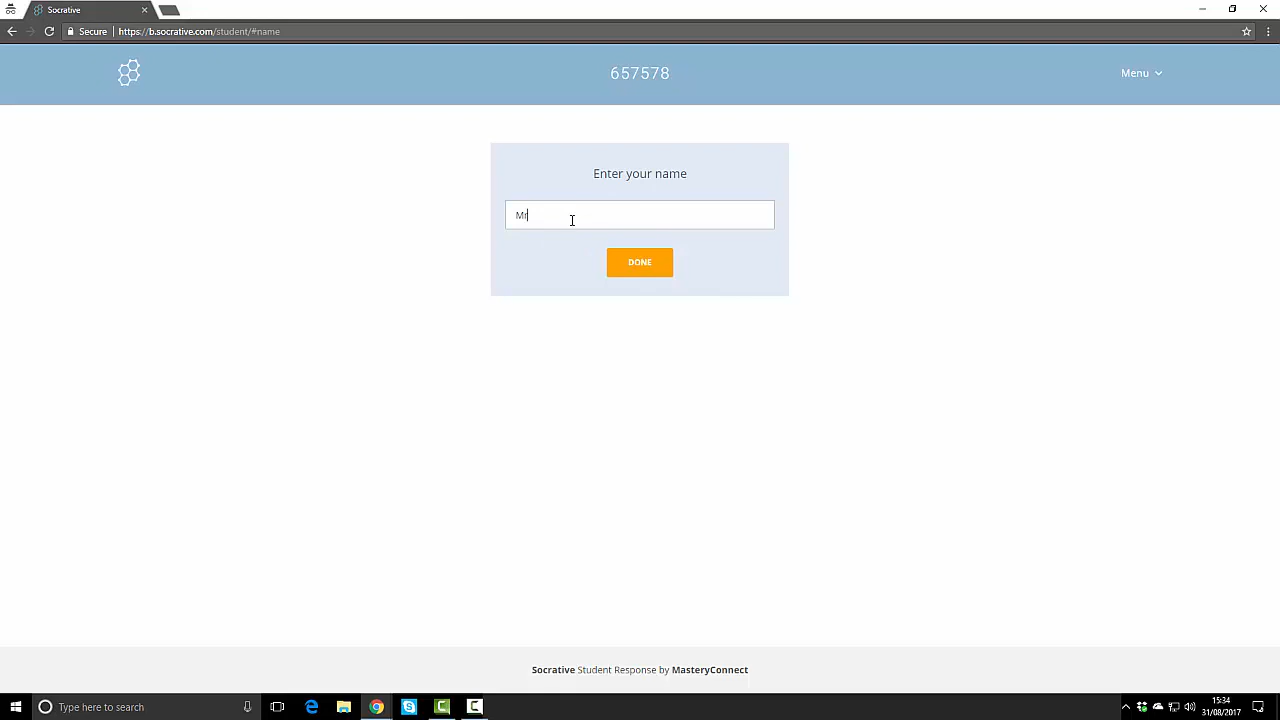 Socrative
Secure https://b.socrative.com/student/#name
657578
Menu
Enter your name
Mr
DONE
Socrative Student Response by MasteryConnect
Type here to search
15:34
31/08/2017